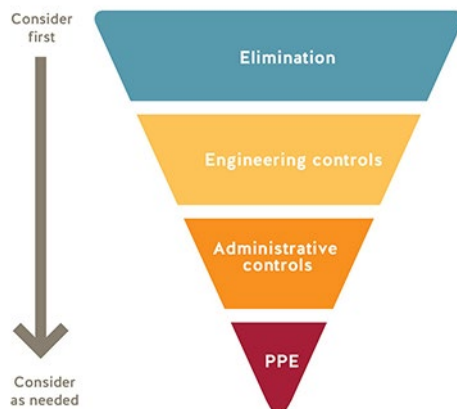 Consider
first
Elimination
Engineering controls
Administrative
controls
PPE
Consider
as needed